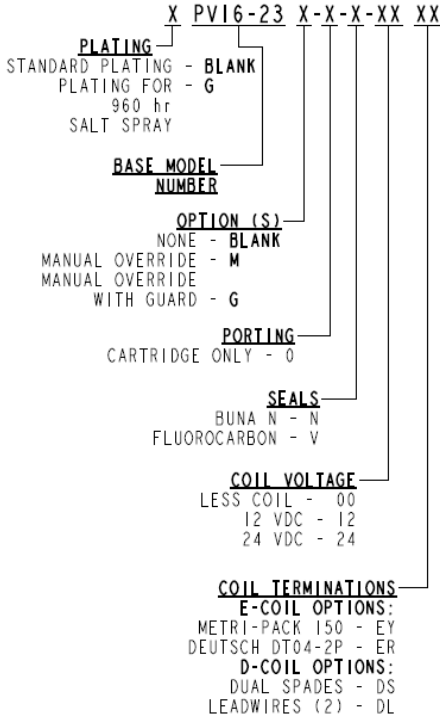 X PVI6-23 X-X-X-XX XX
PLATING
STANDARD PLATING - BLANK
PLATING FOR - G
960 hr
SALT SPRAY
BASE MODEL
NUMBER
OPTION (S)
NONE - BLANK
MANUAL OVERRIDE - M
MANUAL OVERRIDE
WITH GUARD - G
PORTING
CARTRIDGE ONLY - 0
SEALS
BUNA N - N
FLUOROCARBON - V
COIL VOLTAGE
LESS COIL - 00
12 VDC - 12
24 VDC - 24
COIL TERMINATIONS
E-COIL OPTIONS:
METRI-PACK 150 - EY
DEUTSCH DT04-2P - ER
D-COIL OPTIONS:
DUAL SPADES - DS
LEADWIRES (2) - DL